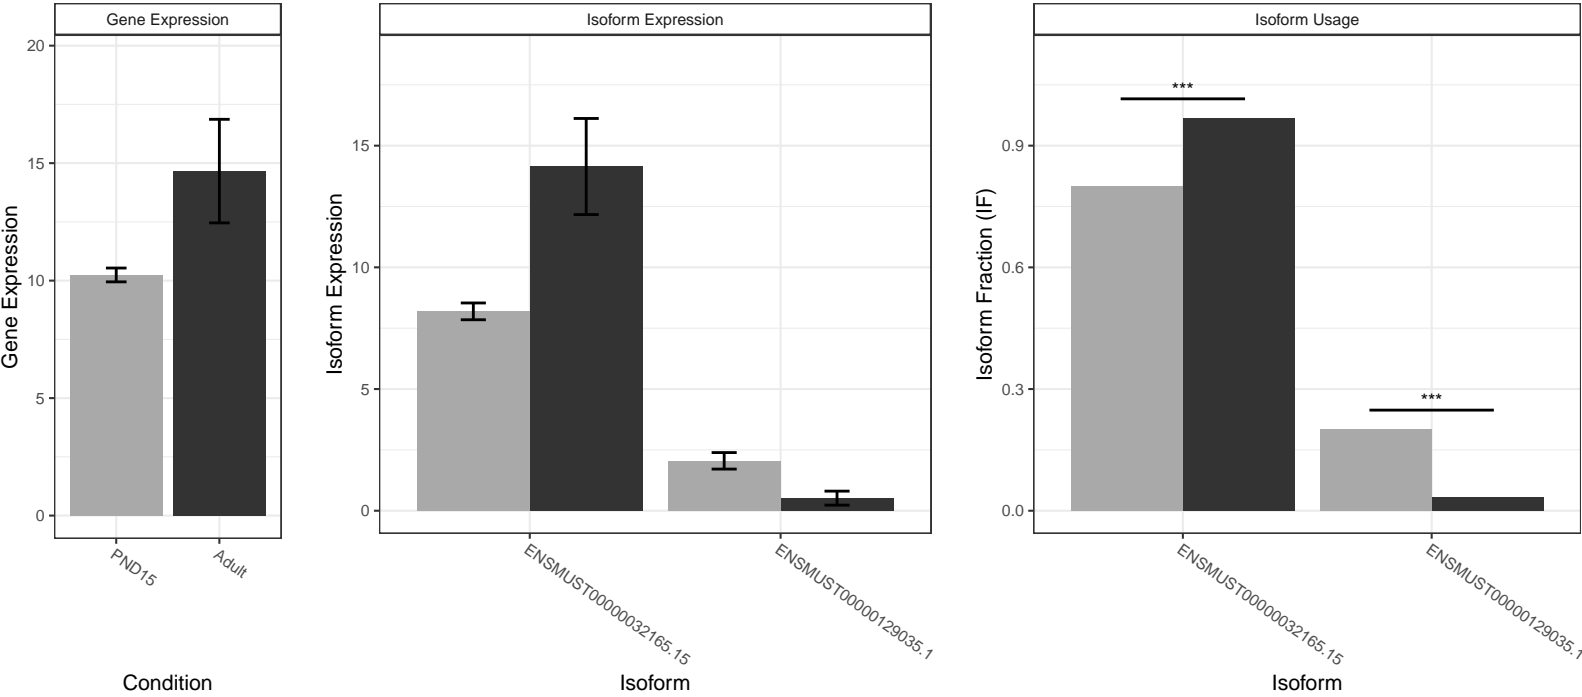 Gene Expression
Gene Expression
20
15
10
5
0
PND15
Adult
Condition
Isoform Expression
Isoform Expression
15
10
5
0
ENSMUST00000032165.15
ENSMUST00000129035.1
Isoform
Isoform Usage
Isoform Fraction (IF)
0.9
0.6
0.3
0.0
***
***
ENSMUST00000032165.15
ENSMUST00000129035.1
Isoform